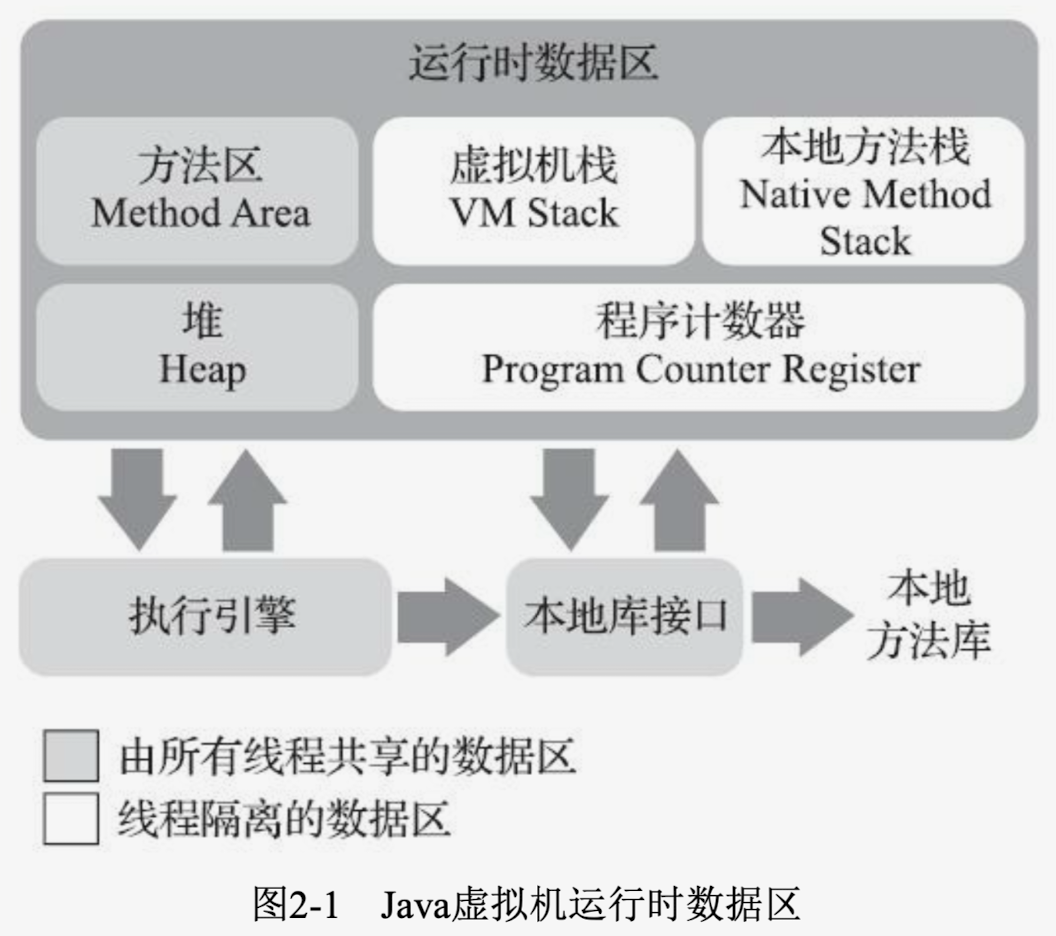 运行时数据区
方法区
Method Area
虚拟机栈
VM Stack
本地方法栈
Native Method
Stack
堆
Heap
程序计数器
Program Counter Register
执行引擎
本地库接口
本地
方法库
由所有线程共享的数据区
线程隔离的数据区
图2-1 Java虚拟机运行时数据区